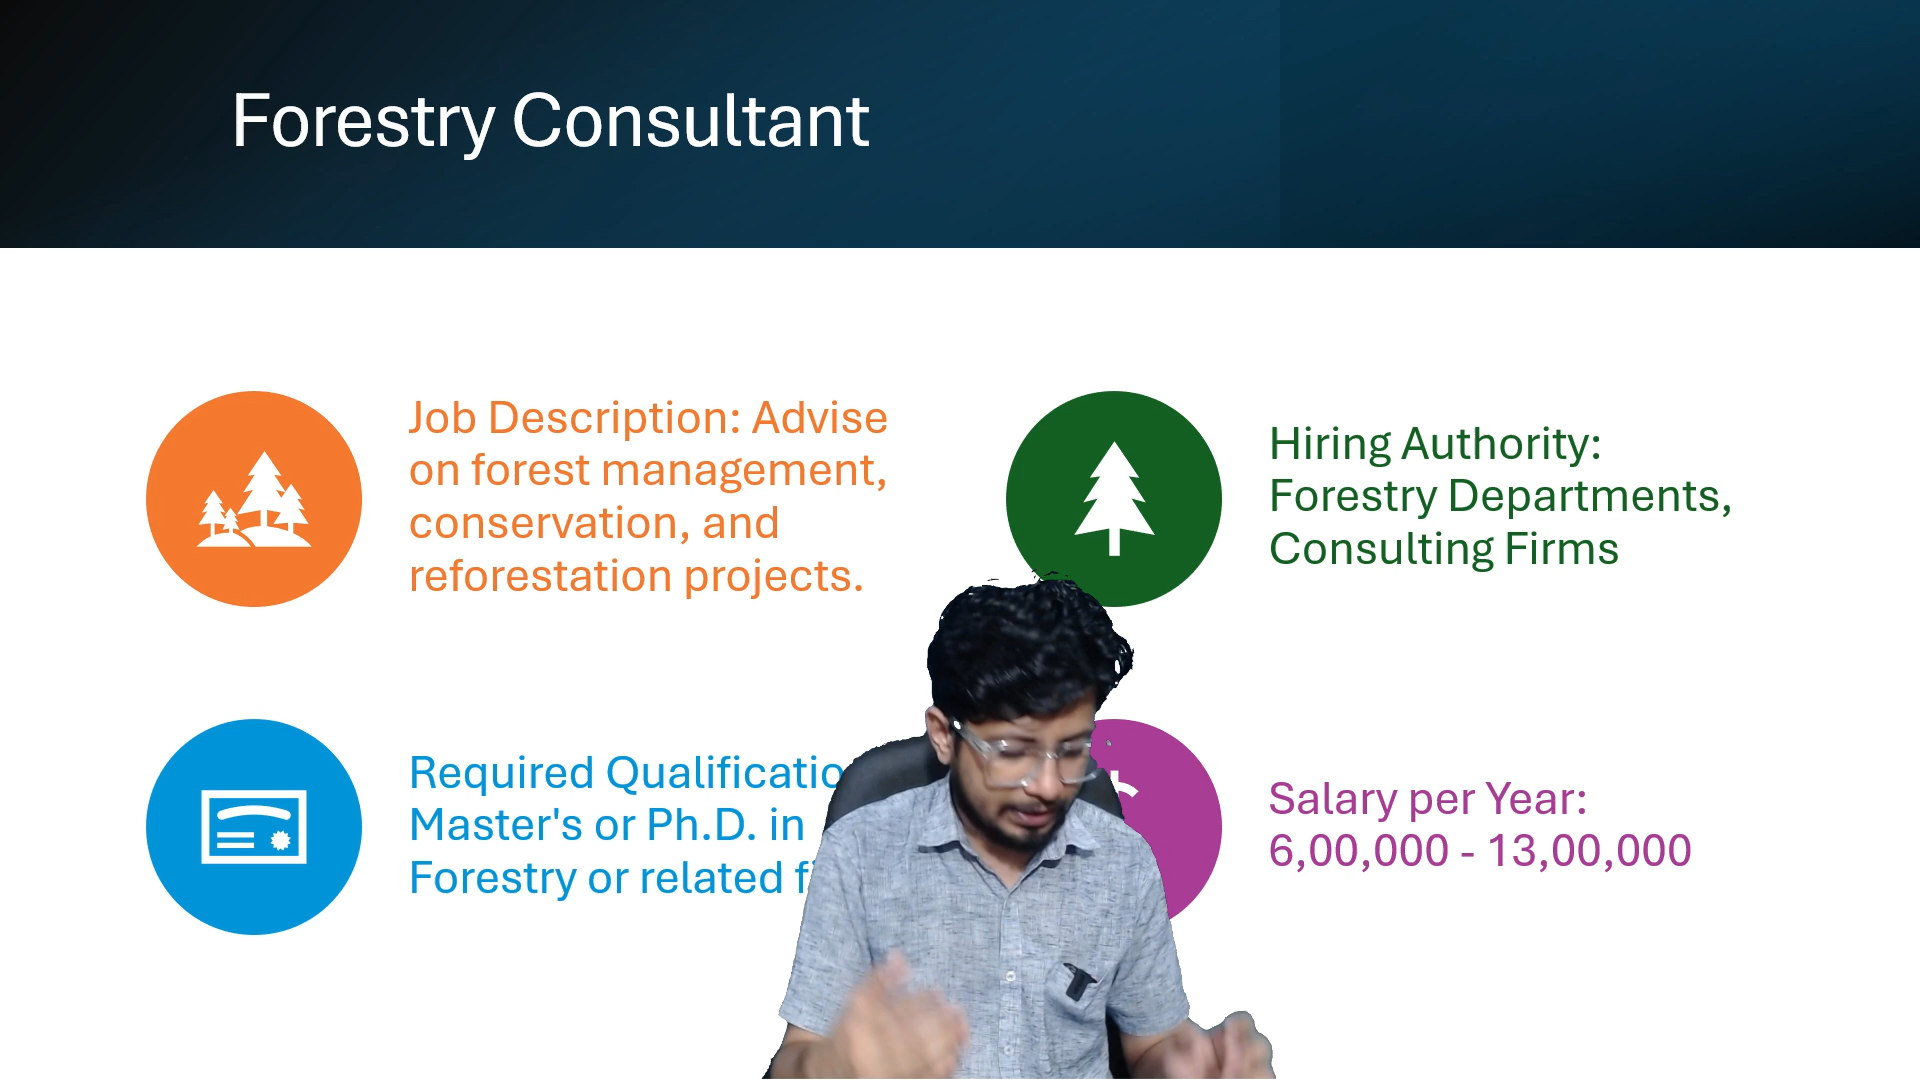 Forestry Consultant
Job Description: Advise
on forest management,
conservation, and
reforestation projects.
Hiring Authority:
Forestry Departments,
Consulting Firms
Required
Master's or Ph.D. in
Forestry or related
Salary per Year:
6,00,000 - 13,00,000